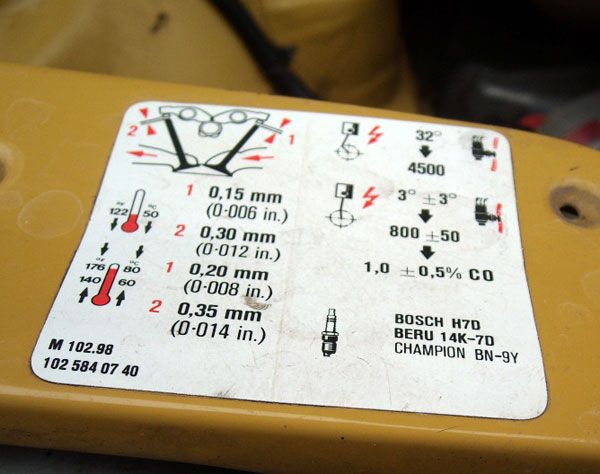 2
1
1 0,15 mm
(0·006 in.)
2 0,30 mm
(0·012 in.)
1 0,20 mm
(0·008 in.)
2 0,35 mm
(0·014 in.)
°F °C
122 50
°F °C
176 80
140 60
M 102.98
102 584 07 40
32°
4500
3° ±3°
800 ±50
1,0 ±0,5% CO
BOSCH H7D
BERU 14K-7D
CHAMPION BN-9Y